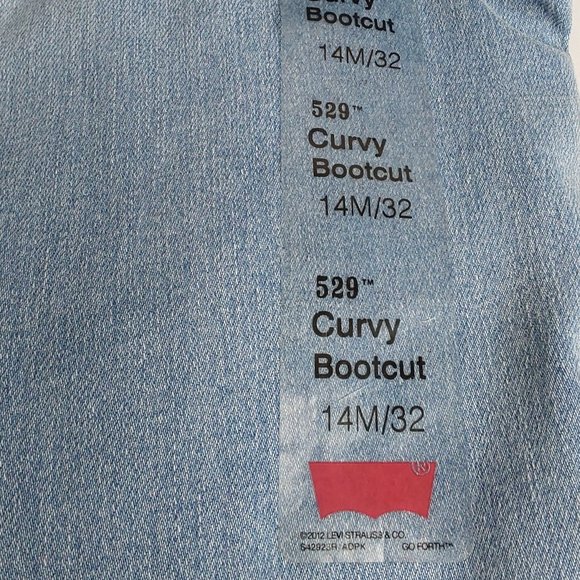 Curvy
Bootcut
14M/32
529™
Curvy
Bootcut
14M/32
529™
Curvy
Bootcut
14M/32
®
©2012 LEVI STRAUSS & CO.
GO FORTH™